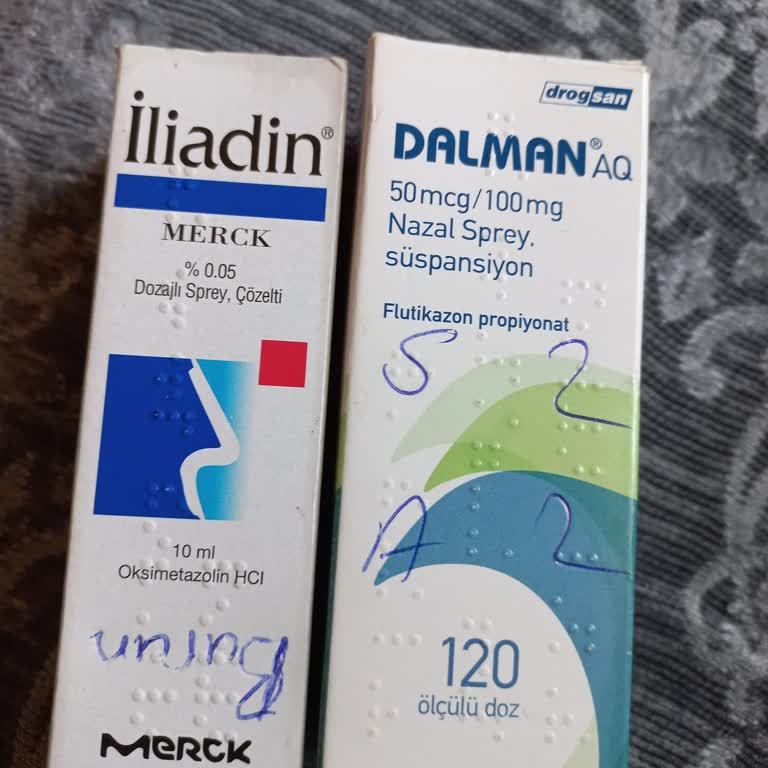 İliadin®
MERCK
% 0.05
Dozajlı Sprey, Çözelti
10 ml
Oksimetazolin HCl
Burun
Merck
drogsan
DALMAN® AQ
50 mcg/100 mg
Nazal Sprey,
süspansiyon
Flutikazon propiyonat
S 2
A 2
120
ölçülü doz